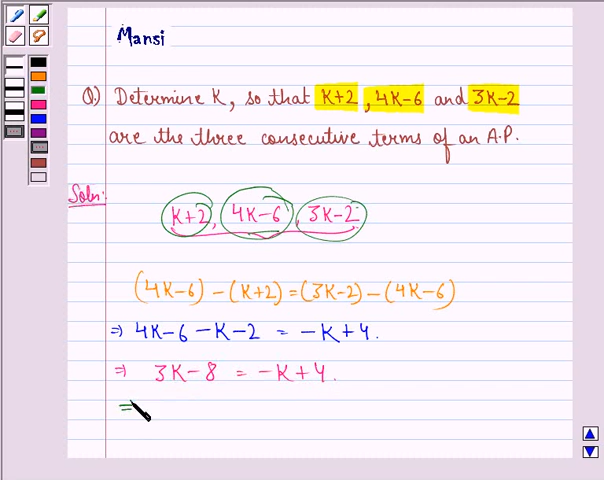 Mansi
Q.) Determine K, so that K+2, 4K-6 and 3K-2
are the three consecutive terms of an A.P.
Soln:
K+2, 4K-6, 3K-2
(4K-6)-(K+2)=(3K-2)-(4K-6)
⇒ 4K-6-K-2 = -K+4.
⇒ 3K-8 = -K+4.
=